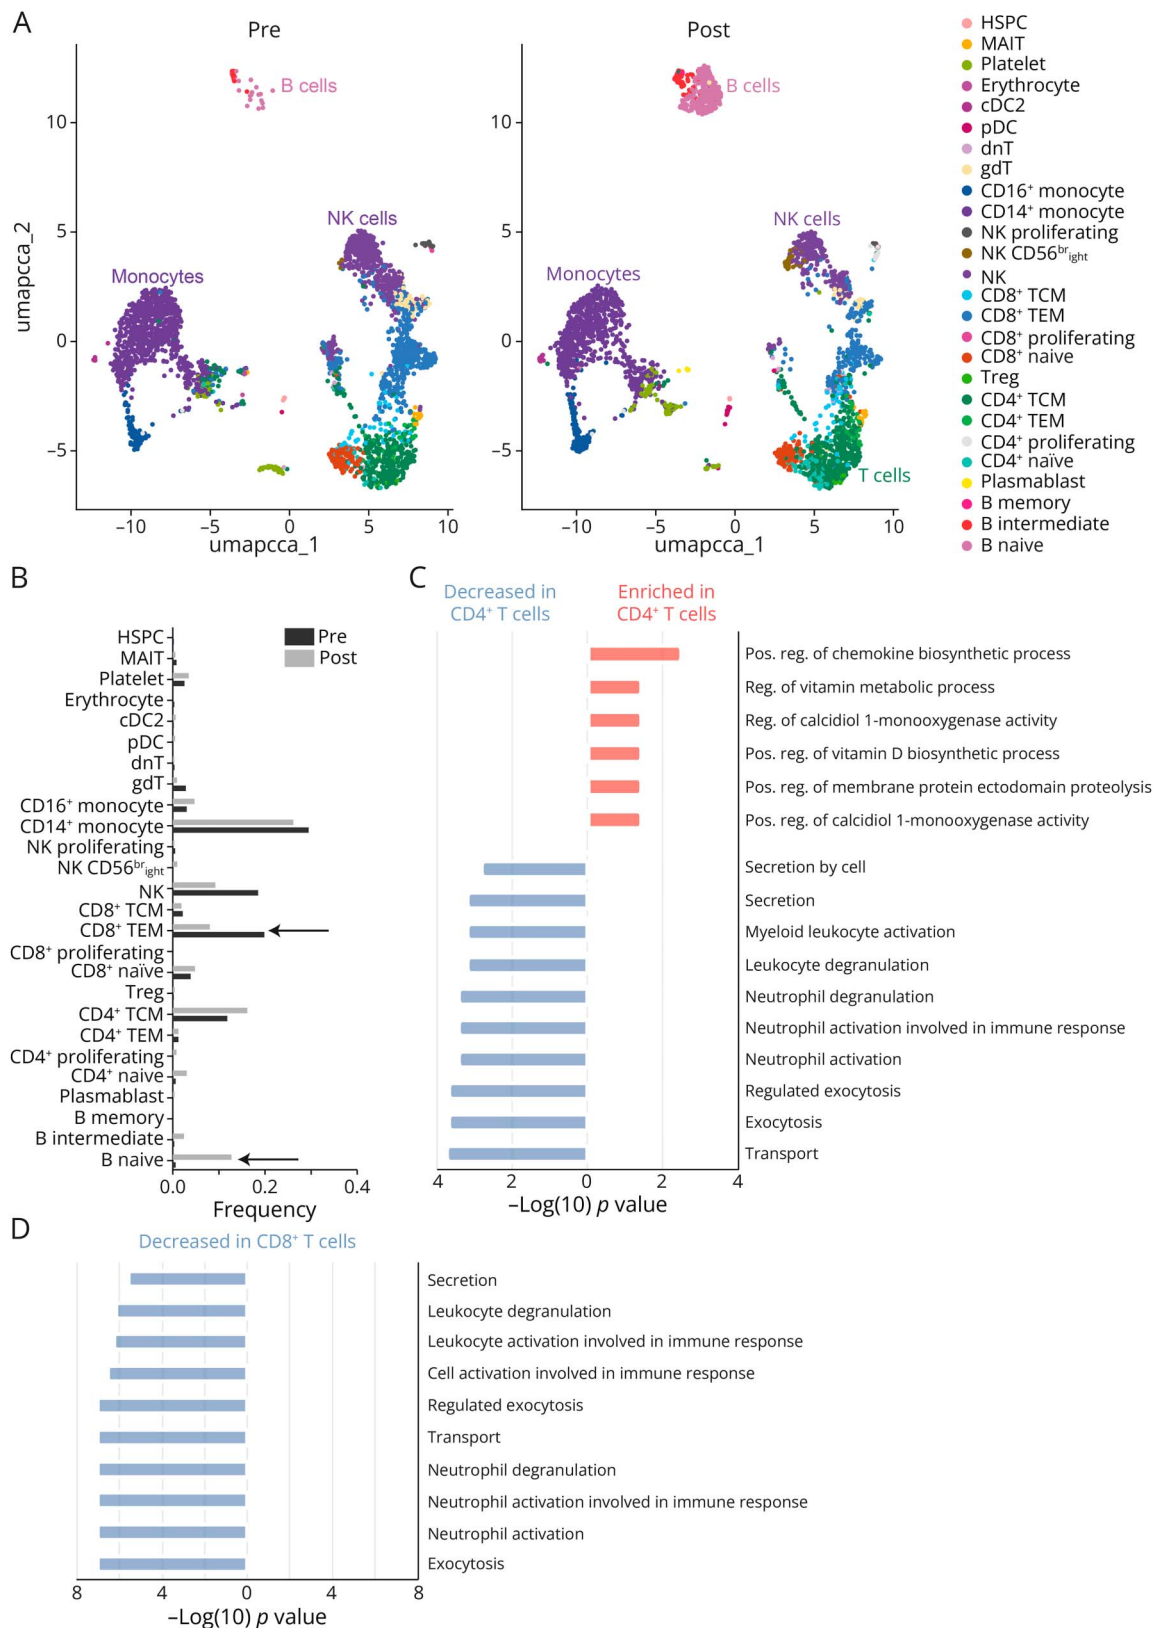 A
Pre
Post
B cells
NK cells
Monocytes
10
5
0
−5
umapcca_2
−10
−5
0
5
10
umapcca_1
B cells
NK cells
Monocytes
T cells
10
5
0
−5
−10
−5
0
5
10
umapcca_1
HSPC
MAIT
Platelet
Erythrocyte
cDC2
pDC
dnT
gdT
CD16⁺ monocyte
CD14⁺ monocyte
NK proliferating
NK CD56ᵇʳight
NK
CD8⁺ TCM
CD8⁺ TEM
CD8⁺ proliferating
CD8⁺ naive
Treg
CD4⁺ TCM
CD4⁺ TEM
CD4⁺ proliferating
CD4⁺ naïve
Plasmablast
B memory
B intermediate
B naive
B
Pre
Post
HSPC
MAIT
Platelet
Erythrocyte
cDC2
pDC
dnT
gdT
CD16⁺ monocyte
CD14⁺ monocyte
NK proliferating
NK CD56ᵇʳight
NK
CD8⁺ TCM
CD8⁺ TEM
CD8⁺ proliferating
CD8⁺ naïve
Treg
CD4⁺ TCM
CD4⁺ TEM
CD4⁺ proliferating
CD4⁺ naive
Plasmablast
B memory
B intermediate
B naive
0.0
0.2
0.4
Frequency
C
Decreased in
CD4⁺ T cells
Enriched in
CD4⁺ T cells
Pos. reg. of chemokine biosynthetic process
Reg. of vitamin metabolic process
Reg. of calcidiol 1-monooxygenase activity
Pos. reg. of vitamin D biosynthetic process
Pos. reg. of membrane protein ectodomain proteolysis
Pos. reg. of calcidiol 1-monooxygenase activity
Secretion by cell
Secretion
Myeloid leukocyte activation
Leukocyte degranulation
Neutrophil degranulation
Neutrophil activation involved in immune response
Neutrophil activation
Regulated exocytosis
Exocytosis
Transport
4
2
0
2
4
−Log(10) p value
D
Decreased in CD8⁺ T cells
Secretion
Leukocyte degranulation
Leukocyte activation involved in immune response
Cell activation involved in immune response
Regulated exocytosis
Transport
Neutrophil degranulation
Neutrophil activation involved in immune response
Neutrophil activation
Exocytosis
8
4
0
4
8
−Log(10) p value